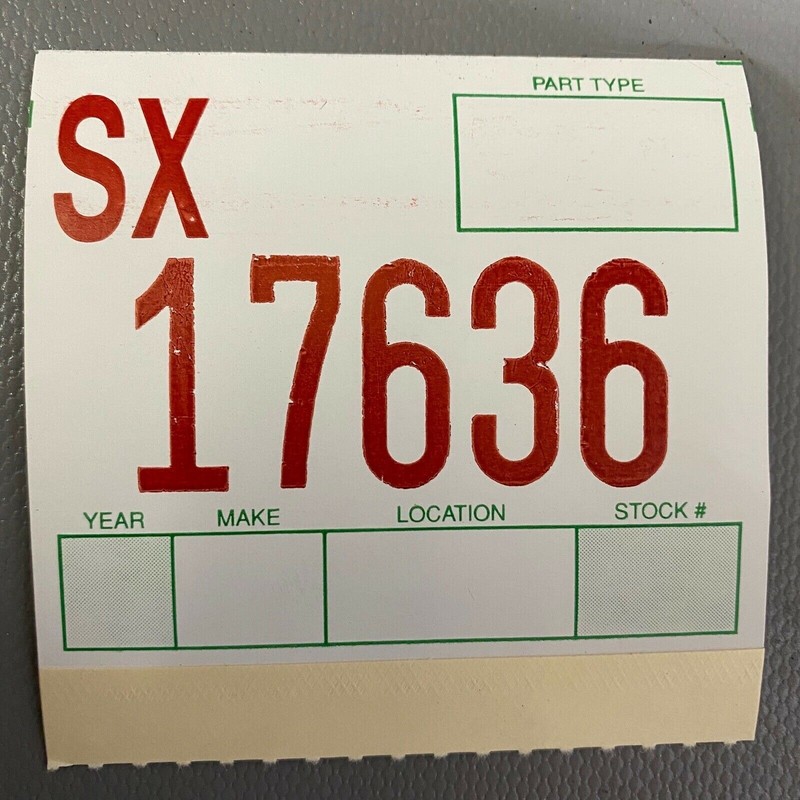 PART TYPE
SX
17636
YEAR MAKE LOCATION STOCK #